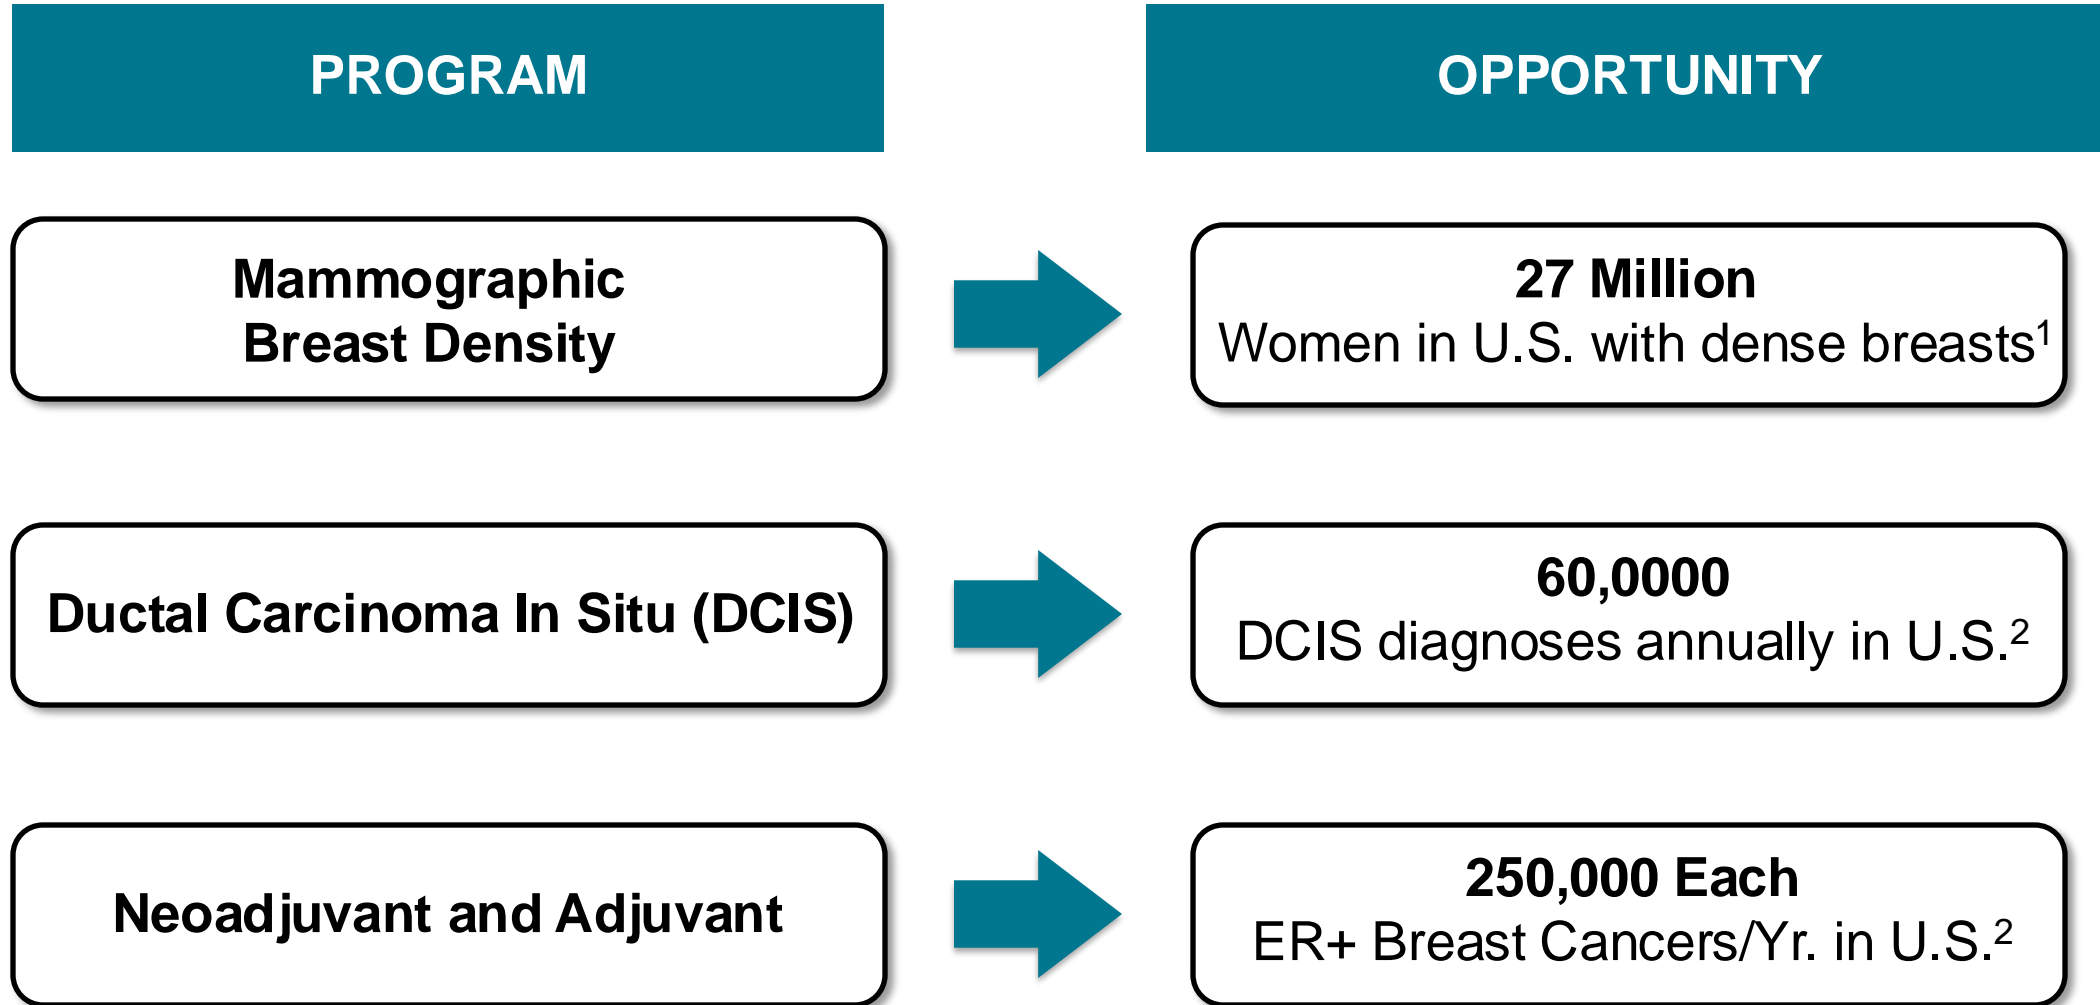 PROGRAM
OPPORTUNITY
Mammographic
Breast Density
27 Million
Women in U.S. with dense breasts¹
Ductal Carcinoma In Situ (DCIS)
60,0000
DCIS diagnoses annually in U.S.²
Neoadjuvant and Adjuvant
250,000 Each
ER+ Breast Cancers/Yr. in U.S.²